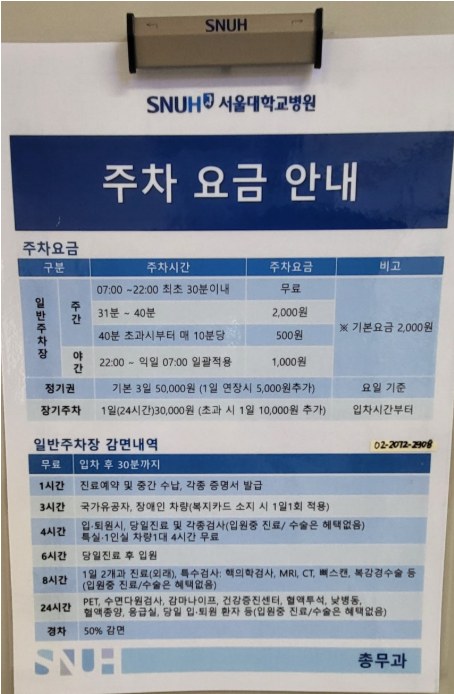 SNUH
SNUH 서울대학교병원
주차 요금 안내
주차요금
구분 주차시간 주차요금 비고
일반주차장 주간 07:00 ~22:00 최초 30분이내 무료 ※ 기본요금 2,000원
31분 ~ 40분 2,000원
40분 초과시부터 매 10분당 500원
야간 22:00 ~ 익일 07:00 일괄적용 1,000원
정기권 기본 3일 50,000원 (1일 연장시 5,000원추가) 요일 기준
장기주차 1일(24시간)30,000원 (초과 시 1일 10,000원 추가) 입차시간부터
일반주차장 감면내역 02-2072-2908
무료 입차 후 30분까지
1시간 진료예약 및 중간 수납, 각종 증명서 발급
3시간 국가유공자, 장애인 차량(복지카드 소지 시 1일1회 적용)
4시간 입·퇴원시, 당일진료 및 각종검사(입원중 진료/ 수술은 혜택없음)
특실·1인실 차량1대 4시간 무료
6시간 당일진료 후 입원
8시간 1일 2개과 진료(외래), 특수검사: 핵의학검사, MRI, CT, 뼈스캔, 복강경수술 등
(입원중 진료/수술은 혜택없음)
24시간 PET, 수면다원검사, 감마나이프, 건강증진센터, 혈액투석, 낮병동,
혈액종양, 응급실, 당일 입·퇴원 환자 등(입원중 진료/수술은 혜택없음)
경차 50% 감면
SNUH 총무과